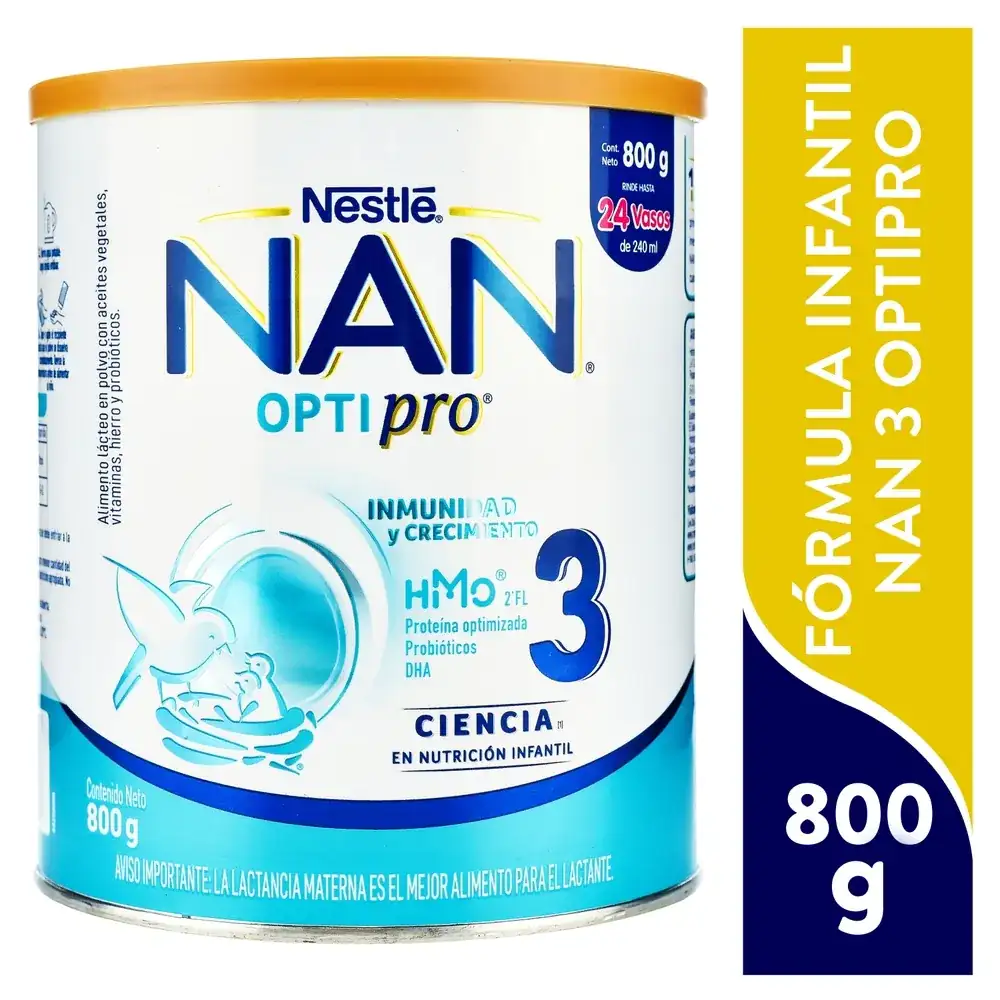 Cont. Neto 800 g
RINDE HASTA
24 Vasos
de 240 ml
Nestlé®
NAN®
OPTIpro®
Alimento lácteo en polvo con aceites vegetales,
vitaminas, hierro y probióticos.
INMUNIDAD
y CRECIMIENTO
3
HMO® 2'FL
Proteína optimizada
Probióticos
DHA
CIENCIA
EN NUTRICIÓN INFANTIL
Contenido Neto
800 g
AVISO IMPORTANTE: LA LACTANCIA MATERNA ES EL MEJOR ALIMENTO PARA EL LACTANTE
FÓRMULA INFANTIL
NAN 3 OPTIPRO
800
g